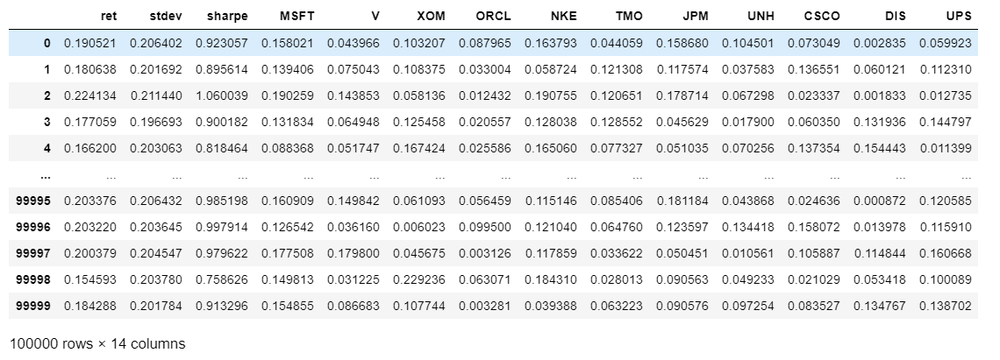 ret stdev sharpe MSFT V XOM ORCL NKE TMO JPM UNH CSCO DIS UPS
0 0.190521 0.206402 0.923057 0.158021 0.043966 0.103207 0.087965 0.163793 0.044059 0.158680 0.104501 0.073049 0.002835 0.059923
1 0.180638 0.201692 0.895614 0.139406 0.075043 0.108375 0.033004 0.058724 0.121308 0.117574 0.037583 0.136551 0.060121 0.112310
2 0.224134 0.211440 1.060039 0.190259 0.143853 0.058136 0.012432 0.190755 0.120651 0.178714 0.067298 0.023337 0.001833 0.012735
3 0.177059 0.196693 0.900182 0.131834 0.064948 0.125458 0.020557 0.128038 0.128552 0.045629 0.017900 0.060350 0.131936 0.144797
4 0.166200 0.203063 0.818464 0.088368 0.051747 0.167424 0.025586 0.165060 0.077327 0.051035 0.070256 0.137354 0.154443 0.011399
... ... ... ... ... ... ... ... ... ... ... ... ... ... ...
99995 0.203376 0.206432 0.985198 0.160909 0.149842 0.061093 0.056459 0.115146 0.085406 0.181184 0.043868 0.024636 0.000872 0.120585
99996 0.203220 0.203645 0.997914 0.126542 0.036160 0.006023 0.099500 0.121040 0.064760 0.123597 0.134418 0.158072 0.013978 0.115910
99997 0.200379 0.204547 0.979622 0.177508 0.179800 0.045675 0.003126 0.117859 0.033622 0.050451 0.010561 0.105887 0.114844 0.160668
99998 0.154593 0.203780 0.758626 0.149813 0.031225 0.229236 0.063071 0.184310 0.028013 0.090563 0.049233 0.021029 0.053418 0.100089
99999 0.184288 0.201784 0.913296 0.154855 0.086683 0.107744 0.003281 0.039388 0.063223 0.090576 0.097254 0.083527 0.134767 0.138702
100000 rows × 14 columns